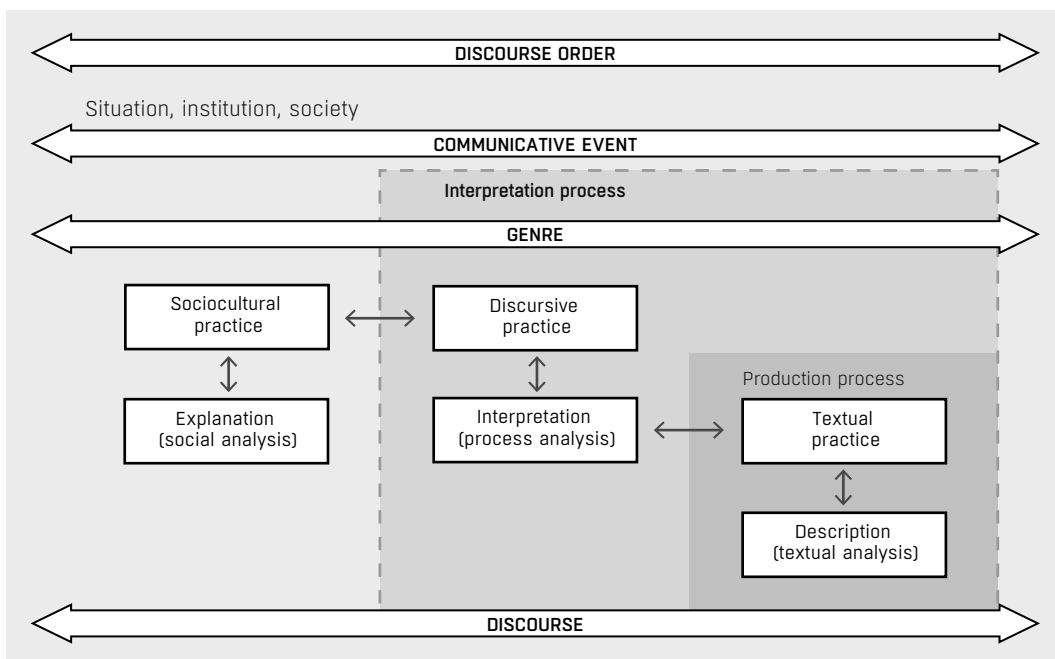 DISCOURSE ORDER
Situation, institution, society
COMMUNICATIVE EVENT
Interpretation process
GENRE
Sociocultural
practice
Discursive
practice
Production process
Explanation
(social analysis)
Interpretation
(process analysis)
Textual
practice
Description
(textual analysis)
DISCOURSE